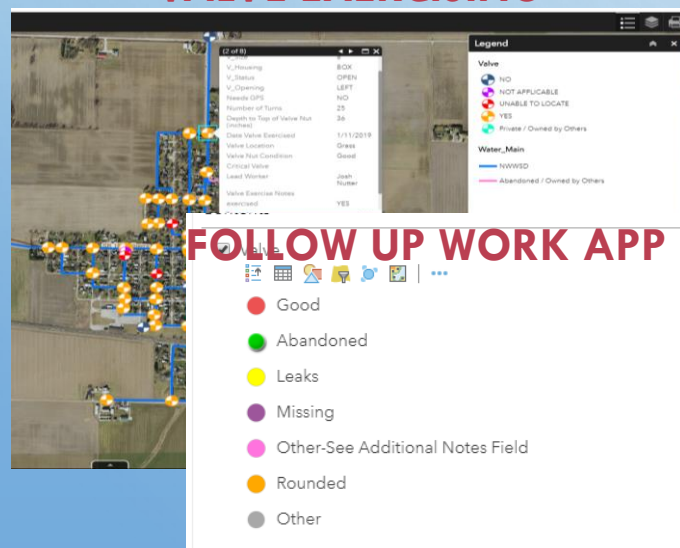 Legend
(2 of 8)
V_Housing BOX
V_Status OPEN
V_Opening LEFT
Needs GPS NO
Number of Turns 25
Depth to Top of Valve Nut (inches) 36
Date Valve Exercised 1/11/2019
Valve Location Grass
Valve Nut Condition Good
Critical Valve
Lead Worker Josh Nutter
Valve Exercise Notes
exercised YES
Valve
NO
NOT APPLICABLE
UNABLE TO LOCATE
YES
Private / Owned by Others
Water_Main
NWWSD
Abandoned / Owned by Others
FOLLOW UP WORK APP
Valve
Good
Abandoned
Leaks
Missing
Other-See Additional Notes Field
Rounded
Other